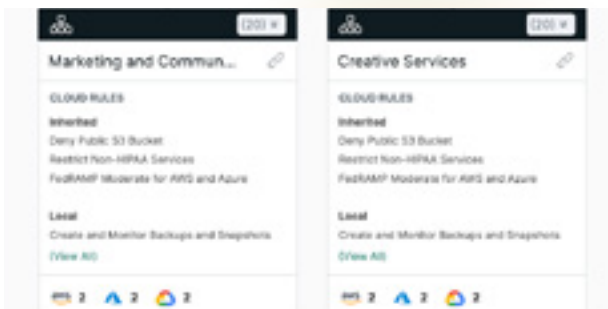 (20)
Marketing and Commun...
CLOUD RULES
Inherited
Deny Public S3 Bucket
Restrict Non-HIPAA Services
FedRAMP Moderate for AWS and Azure
Local
Create and Monitor Backups and Snapshots
(View All)
aws 2 2 2
(20)
Creative Services
CLOUD RULES
Inherited
Deny Public S3 Bucket
Restrict Non-HIPAA Services
FedRAMP Moderate for AWS and Azure
Local
Create and Monitor Backups and Snapshots
(View All)
aws 2 2 2